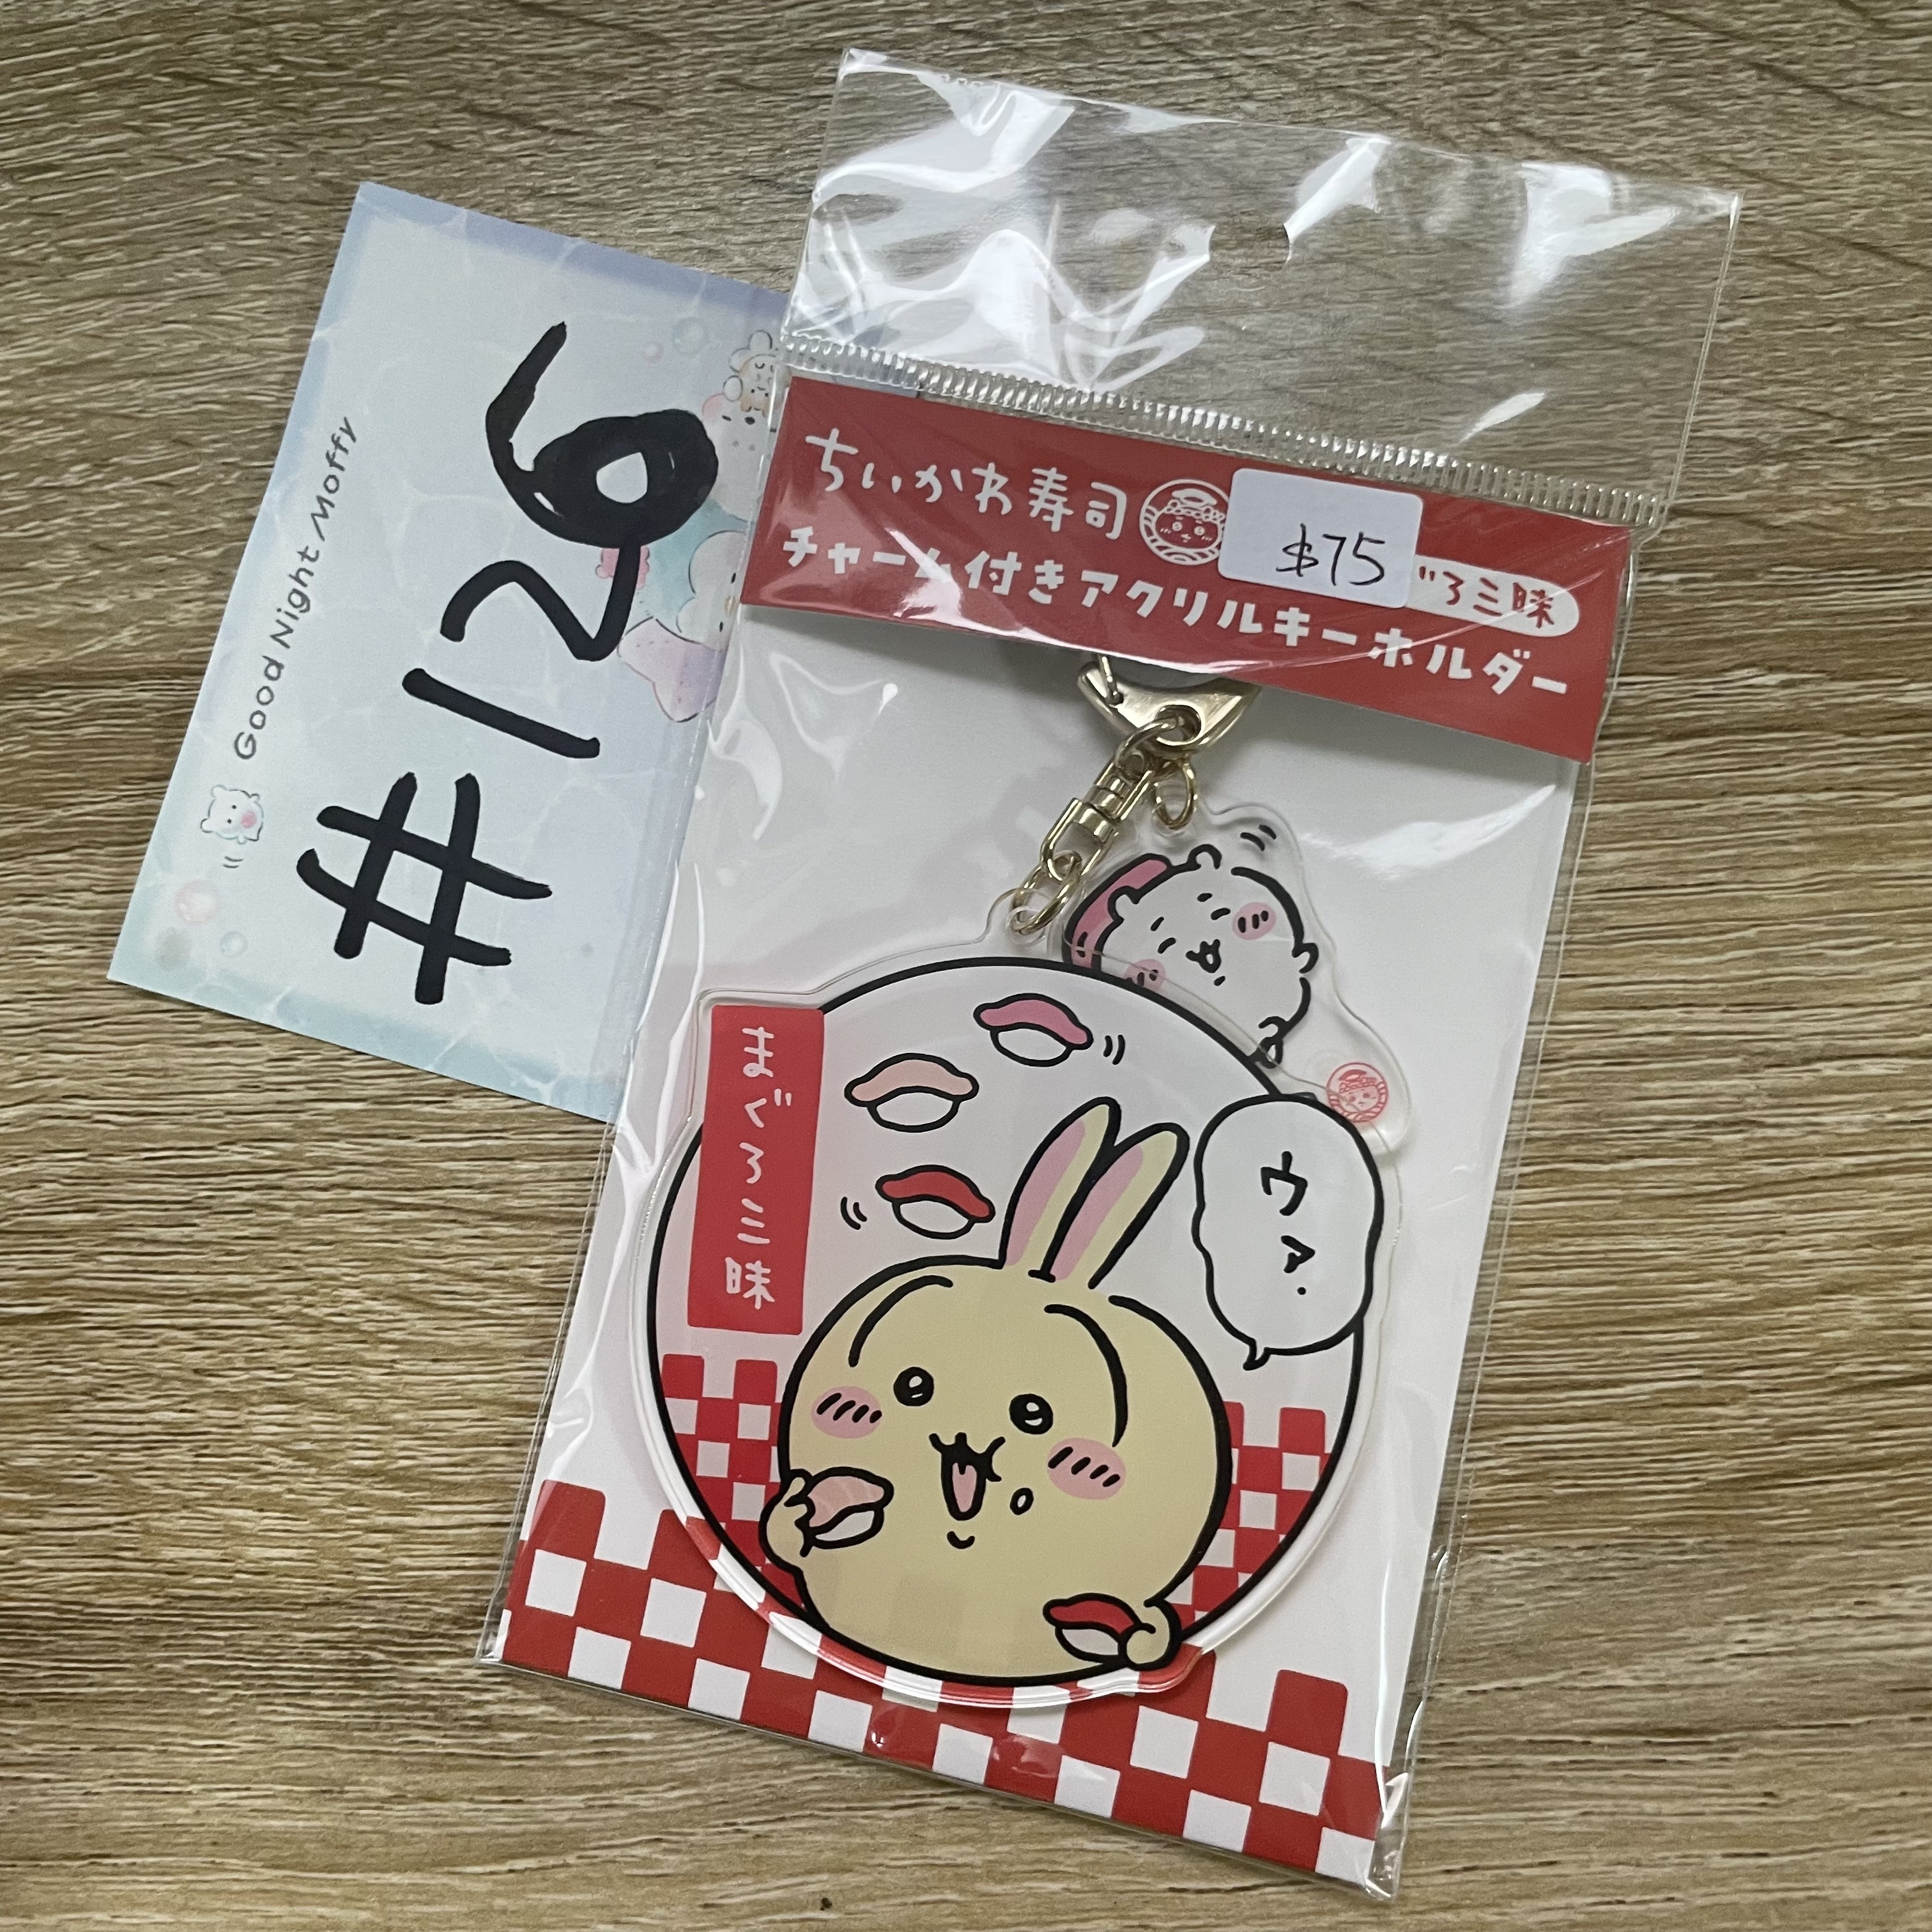 Good Night Moffy
#126
ちいかわ寿司
$75
ろ三昧
チャーム付きアクリルキーホルダー
まぐろ三昧
ウァ.